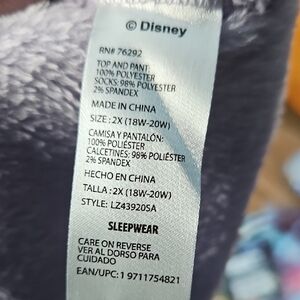 © Disney
RN# 76292
TOP AND PANT:
100% POLYESTER
SOCKS: 98% POLYESTER
2% SPANDEX
MADE IN CHINA
SIZE : 2X (18W-20W)
CAMISA Y PANTALÓN:
100% POLIÉSTER
CALCETINES: 98% POLIÉSTER
2% SPANDEX
HECHO EN CHINA
TALLA : 2X (18W-20W)
STYLE: LZ43920SA
SLEEPWEAR
CARE ON REVERSE
VER AL DORSO PARA
CUIDADO
EAN/UPC: 1 9711754821